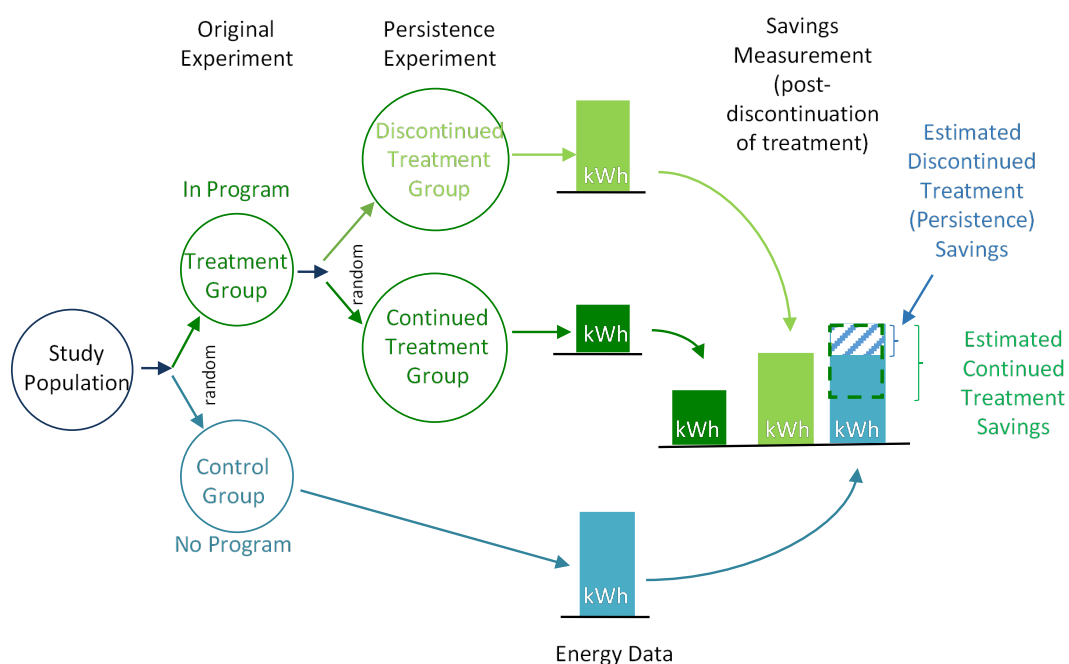 Original
Experiment
Persistence
Experiment
Savings
Measurement
(post-
discontinuation
of treatment)
Estimated
Discontinued
Treatment
(Persistence)
Savings
Discontinued
Treatment
Group
kWh
In Program
Treatment
Group
random
Continued
Treatment
Group
kWh
Study
Population
random
kWh
kWh
kWh
Estimated
Continued
Treatment
Savings
Control
Group
No Program
kWh
Energy Data